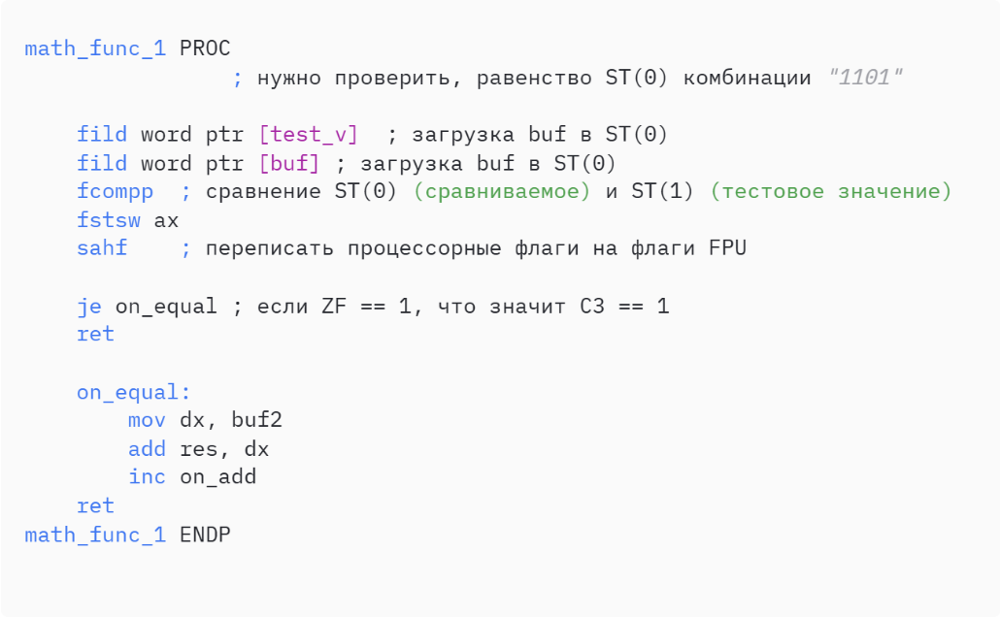 math_func_1 PROC
; нужно проверить, равенство ST(0) комбинации "1101"
fild word ptr [test_v] ; загрузка buf в ST(0)
fild word ptr [buf] ; загрузка buf в ST(0)
fcompp ; сравнение ST(0) (сравниваемое) и ST(1) (тестовое значение)
fstsw ax
sahf ; переписать процессорные флаги на флаги FPU
je on_equal ; если ZF == 1, что значит C3 == 1
ret
on_equal:
mov dx, buf2
add res, dx
inc on_add
ret
math_func_1 ENDP